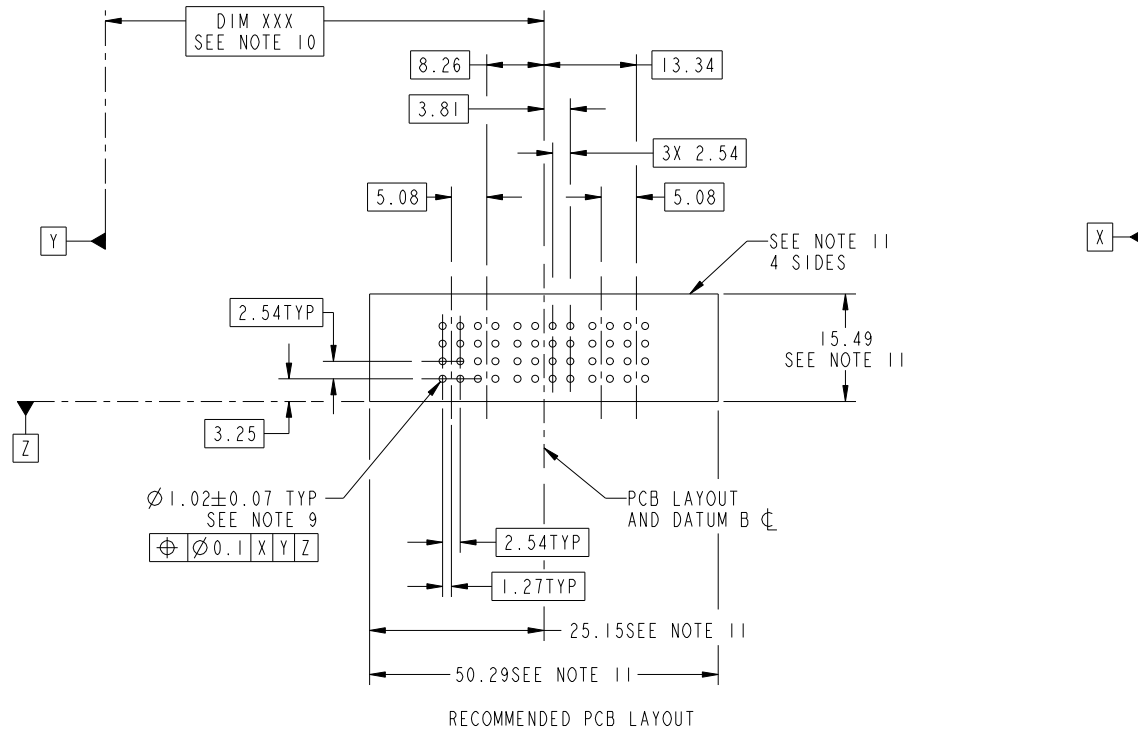 DIM XXX
SEE NOTE 10
8.26
13.34
3.81
3X 2.54
5.08
5.08
Y
X
SEE NOTE 11
4 SIDES
2.54TYP
15.49
SEE NOTE 11
3.25
Z
Ø1.02±0.07 TYP
SEE NOTE 9
⌖ Ø0.1 X Y Z
PCB LAYOUT
AND DATUM B ℄
2.54TYP
1.27TYP
25.15SEE NOTE 11
50.29SEE NOTE 11
RECOMMENDED PCB LAYOUT